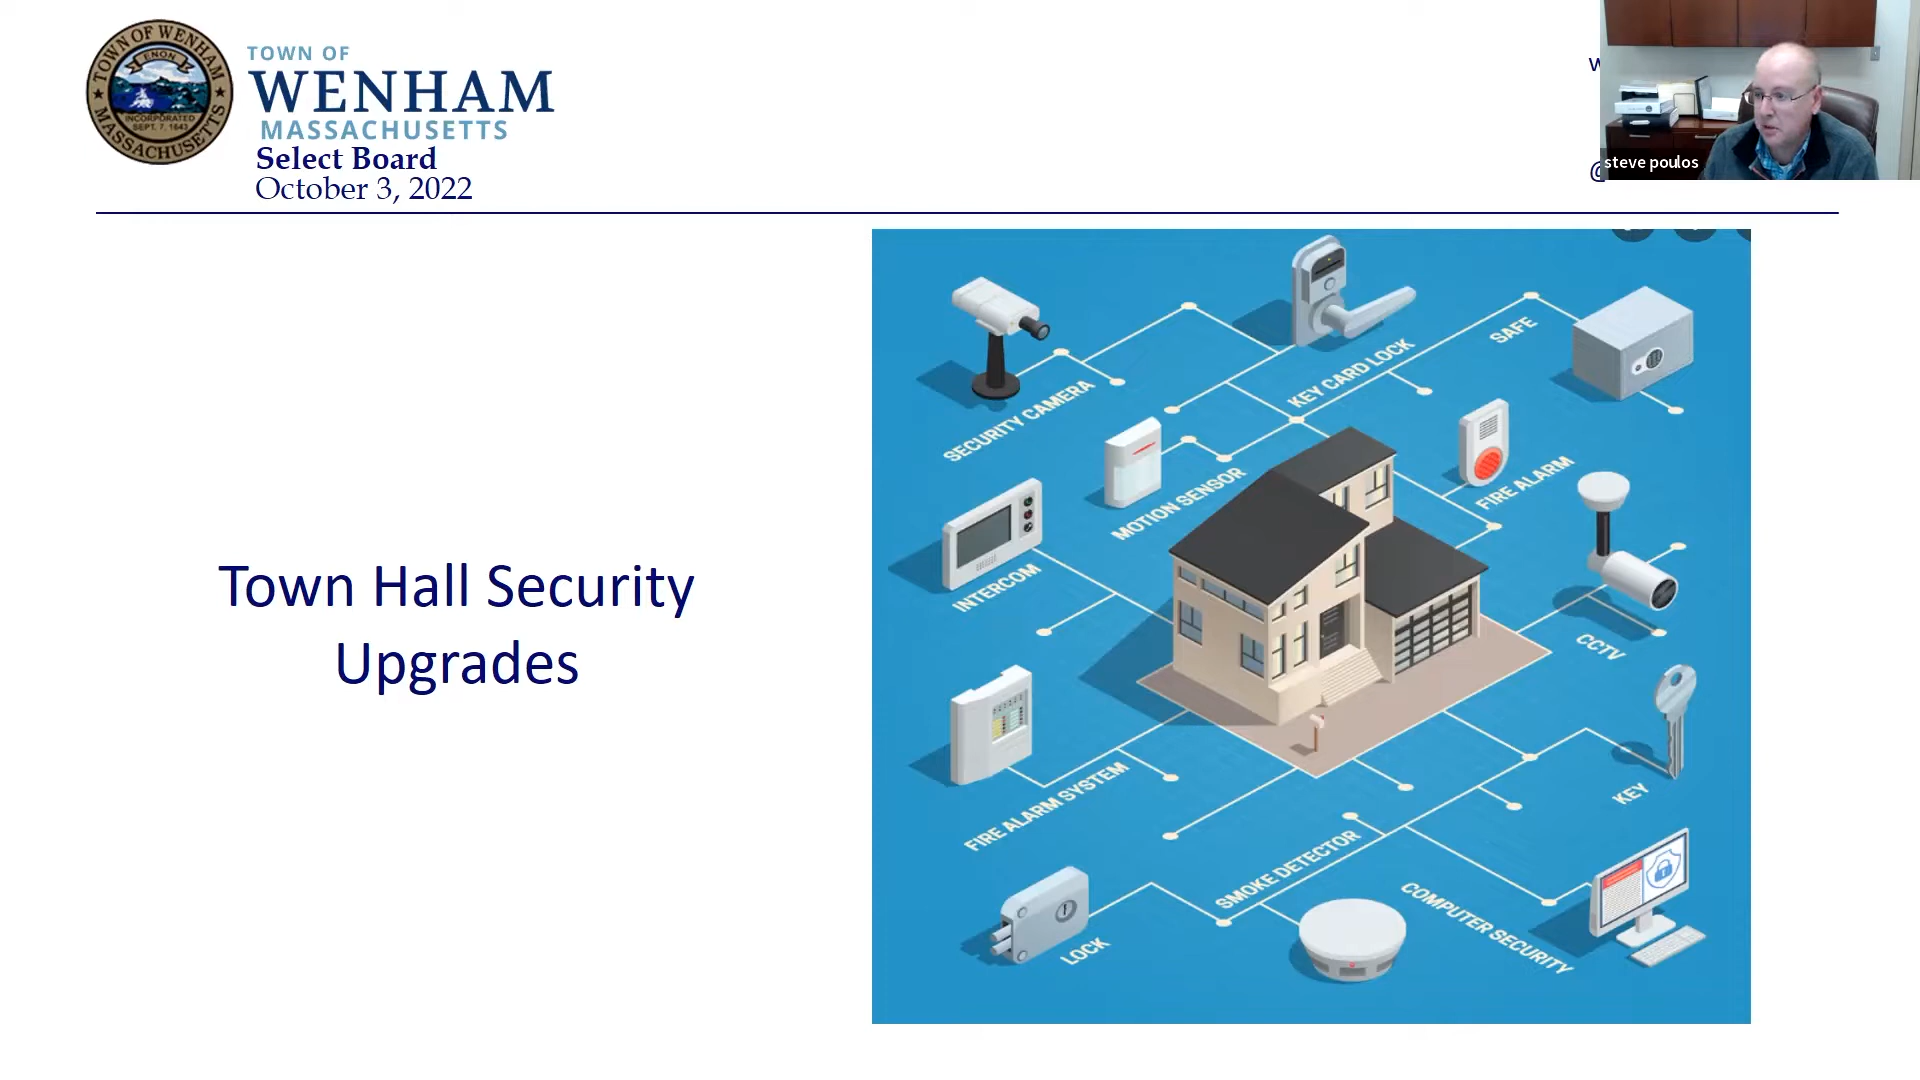 TOWN OF WENHAM
ENON
INCORPORATED
SEPT. 7, 1643
MASSACHUSETTS
TOWN OF
WENHAM
MASSACHUSETTS
Select Board
October 3, 2022
steve poulos
Town Hall Security
Upgrades
SECURITY CAMERA
KEY CARD LOCK
SAFE
MOTION SENSOR
FIRE ALARM
INTERCOM
CCTV
FIRE ALARM SYSTEM
KEY
SMOKE DETECTOR
COMPUTER SECURITY
LOCK